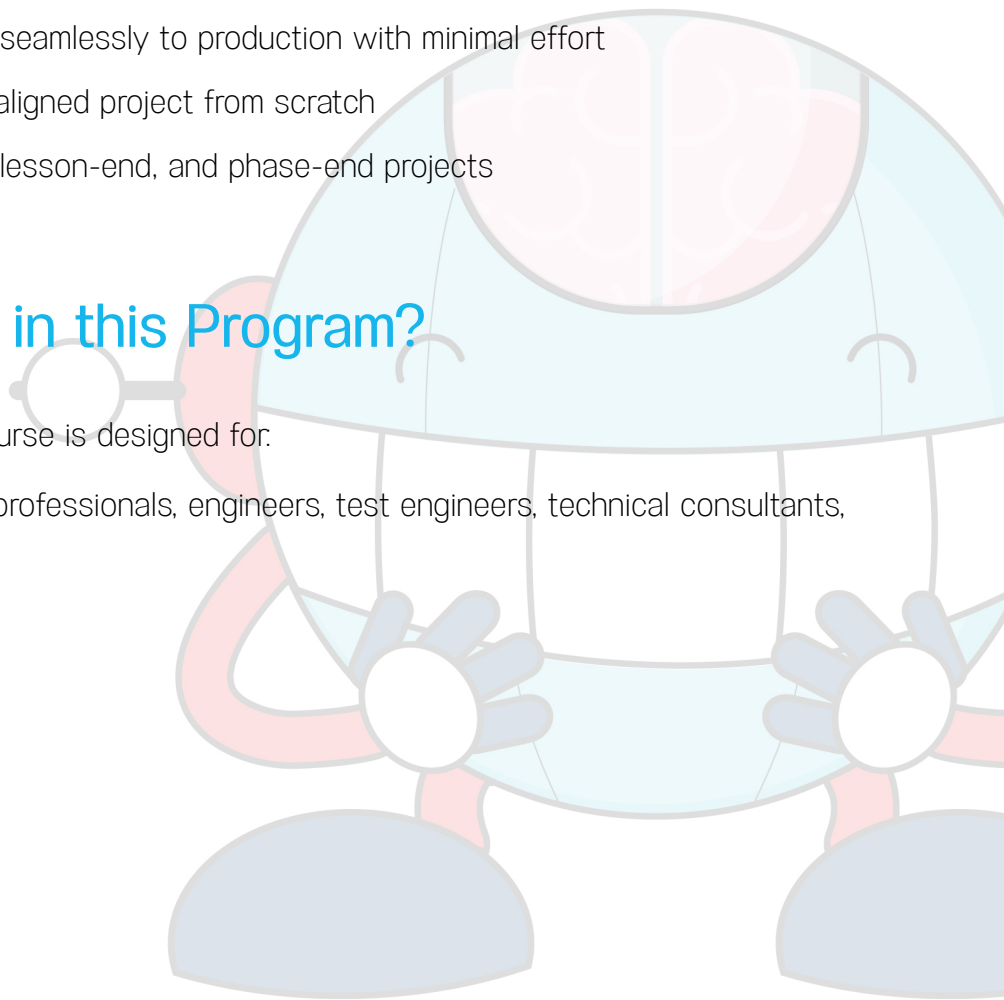 seamlessly to production with minimal effort
aligned project from scratch
lesson-end, and phase-end projects
in this Program?
urse is designed for:
professionals, engineers, test engineers, technical consultants,